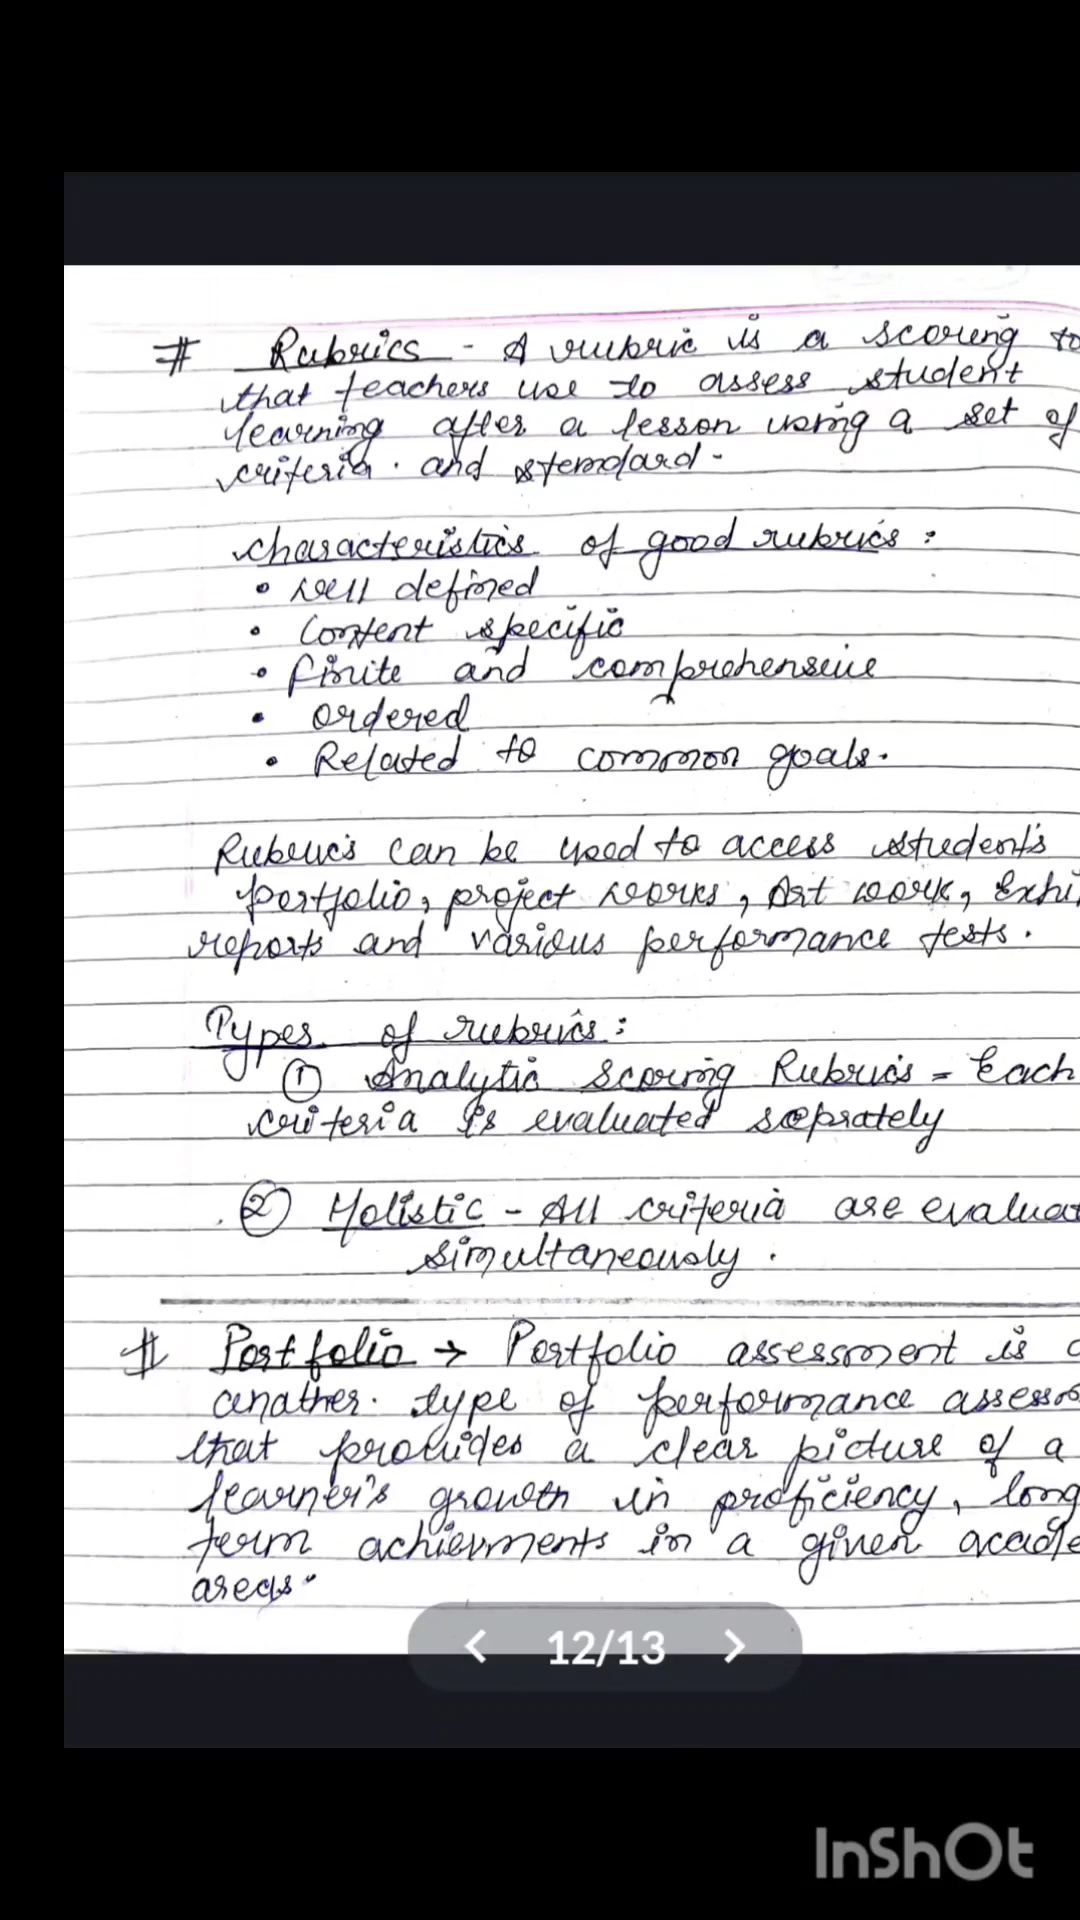 # Rubrics - A rubric is a scoring to
that teachers use to assess student
learning after a lesson using a set of
criteria. and standard-
characteristics of good rubrics:
• well defined
• Content specific
• finite and comprehensive
• ordered
• Related to common goals.
Rubrics can be used to access student's
portfolio, project works, Art work, Exhi
reports and various performance tests.
Types of rubrics:
① Analytic scoring Rubrics = Each
criteria is evaluated seprately
② Holistic - All criteria are evaluat
simultaneously.
# Portfolio → Portfolio assessment is a
anather. type of performance assessm
that provides a clear picture of a
learner's growth in proficiency, long
term achievments in a given acade
areas.
< 12/13 >
InShOt